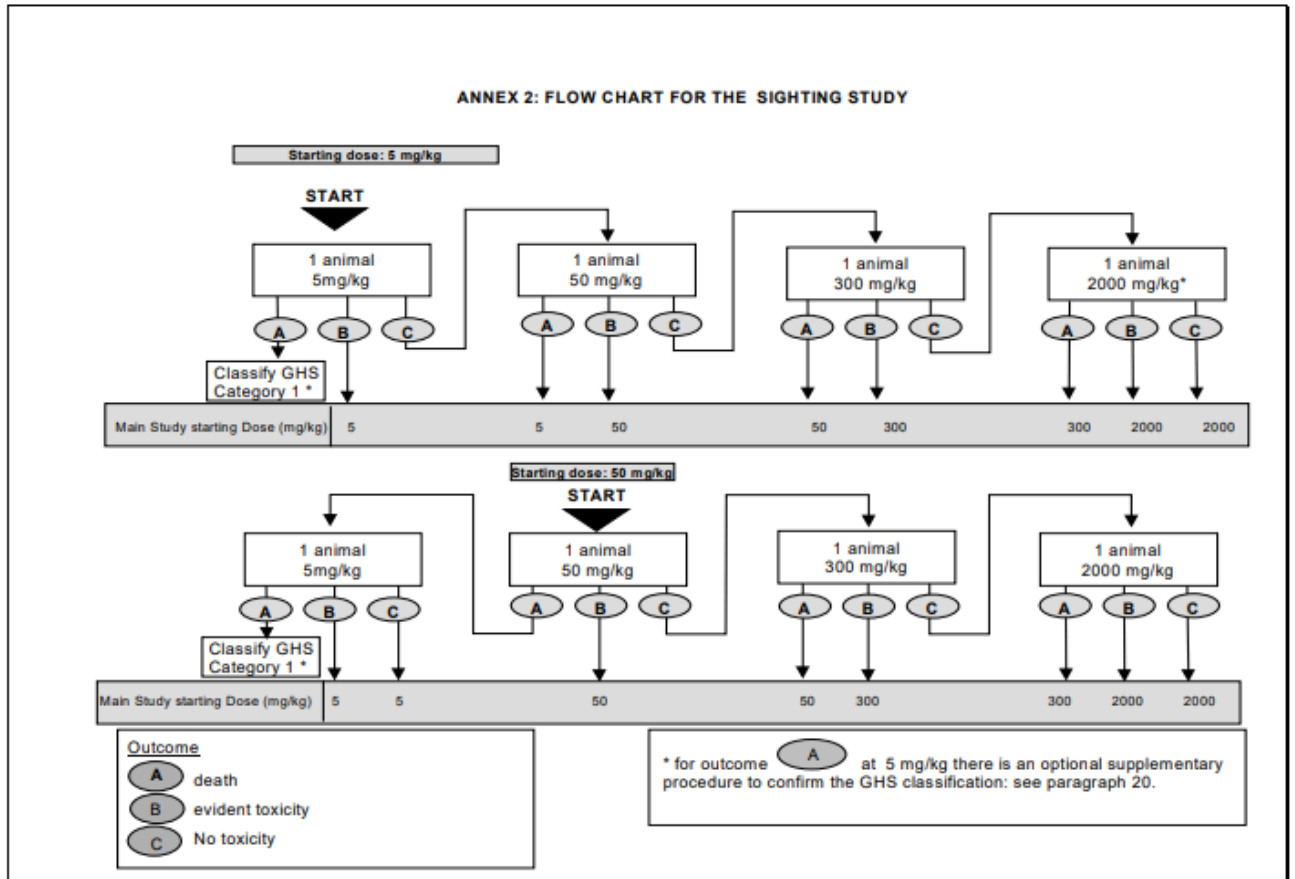 ANNEX 2: FLOW CHART FOR THE SIGHTING STUDY
Starting dose: 5 mg/kg
START
1 animal
5mg/kg
1 animal
50 mg/kg
1 animal
300 mg/kg
1 animal
2000 mg/kg*
A B C A B C A B C A B C
Classify GHS
Category 1 *
Main Study starting Dose (mg/kg) 5 5 50 50 300 300 2000 2000
Starting dose: 50 mg/kg
START
1 animal
5mg/kg
1 animal
50 mg/kg
1 animal
300 mg/kg
1 animal
2000 mg/kg
A B C A B C A B C A B C
Classify GHS
Category 1 *
Main Study starting Dose (mg/kg) 5 5 50 50 300 300 2000 2000
Outcome
A death
B evident toxicity
C No toxicity
* for outcome A at 5 mg/kg there is an optional supplementary
procedure to confirm the GHS classification: see paragraph 20.